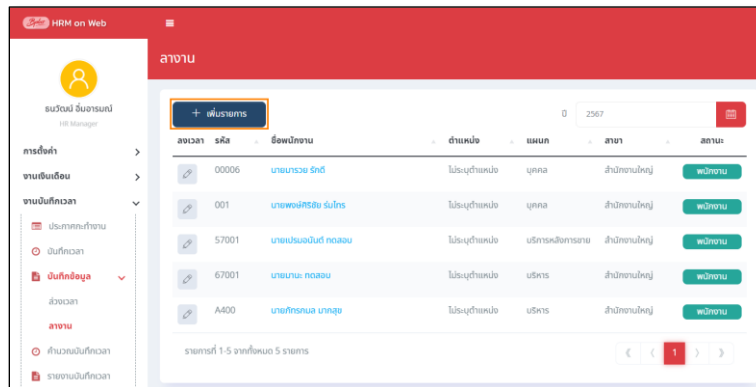 HRM on Web
ลางาน
ธนวัฒน์ อิ่มอารมณ์
HR Manager
การตั้งค่า
งานเงินเดือน
งานบันทึกเวลา
ประกาศกะทำงาน
บันทึกเวลา
บันทึกข้อมูล
ล่วงเวลา
ลางาน
คำนวณบันทึกเวลา
รายงานบันทึกเวลา
+ เพิ่มรายการ
ปี 2567
ลงเวลา รหัส ชื่อพนักงาน ตำแหน่ง แผนก สาขา สถานะ
00006 นายมารวย รักดี ไม่ระบุตำแหน่ง บุคคล สำนักงานใหญ่ พนักงาน
001 นายพงษ์ศิริชัย ร่มไทร ไม่ระบุตำแหน่ง บุคคล สำนักงานใหญ่ พนักงาน
57001 นายเปรมอนันต์ ทดสอบ ไม่ระบุตำแหน่ง บริการหลังการขาย สำนักงานใหญ่ พนักงาน
67001 นายมานะ ทดสอบ ไม่ระบุตำแหน่ง บริหาร สำนักงานใหญ่ พนักงาน
A400 นายภัทรกมล มากสุข ไม่ระบุตำแหน่ง บริหาร สำนักงานใหญ่ พนักงาน
รายการที่ 1-5 จากทั้งหมด 5 รายการ
1